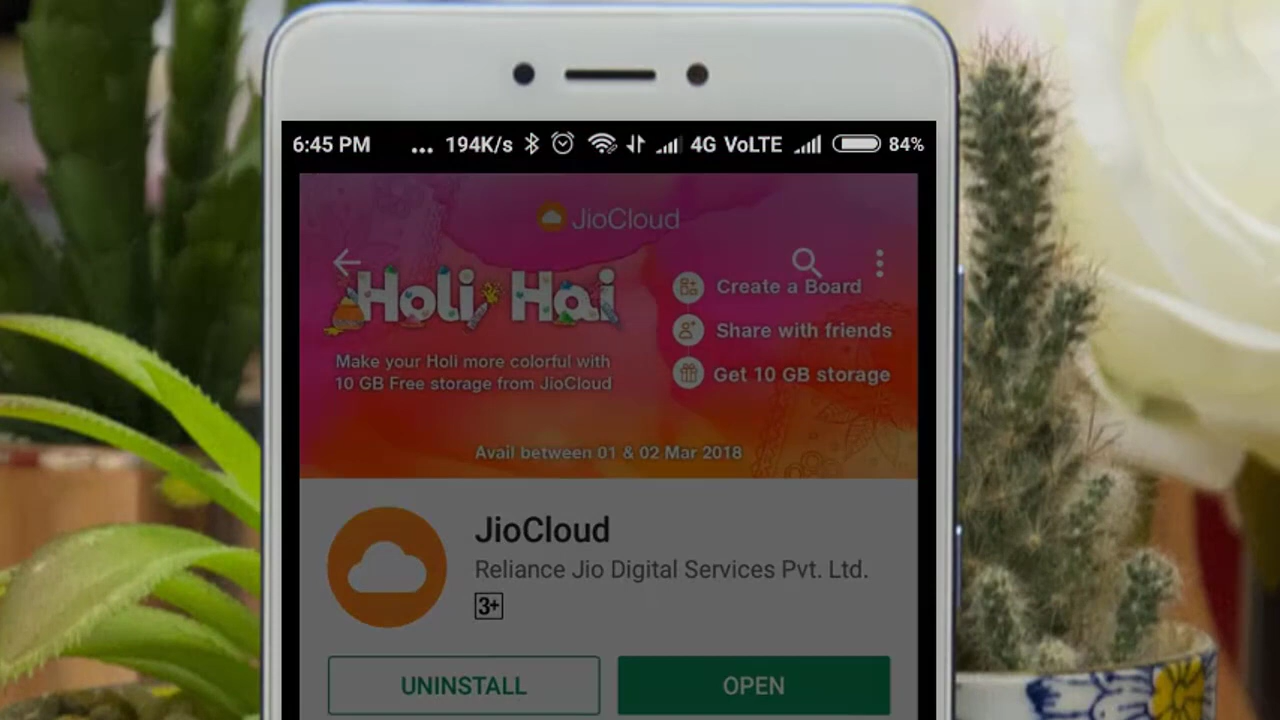 6:45 PM ... 194K/s 4G VoLTE 84%
JioCloud
Holi Hai
Make your Holi more colorful with
10 GB Free storage from JioCloud
Create a Board
Share with friends
Get 10 GB storage
Avail between 01 & 02 Mar 2018
JioCloud
Reliance Jio Digital Services Pvt. Ltd.
3+
UNINSTALL OPEN